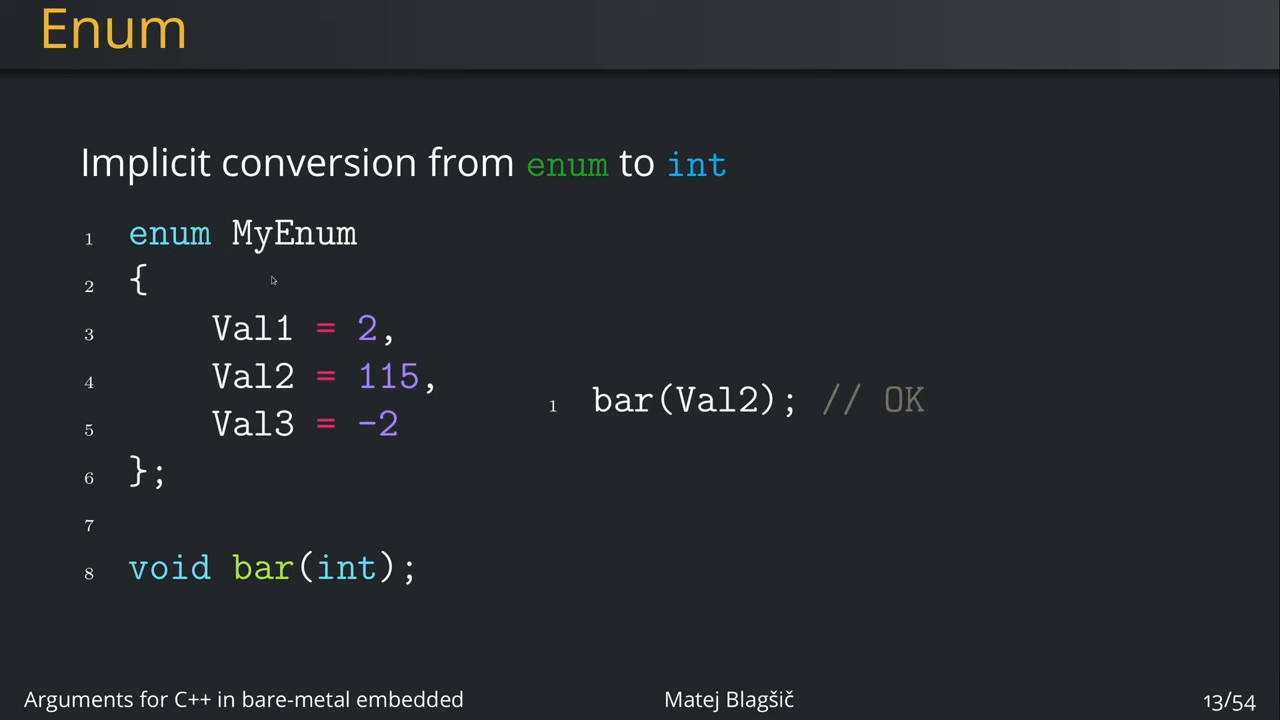 Enum
Implicit conversion from enum to int
1 enum MyEnum
2 {
3 Val1 = 2,
4 Val2 = 115,
5 Val3 = -2
6 };
7
8 void bar(int);
1 bar(Val2); // OK
Arguments for C++ in bare-metal embedded
Matej Blagšič
13/54